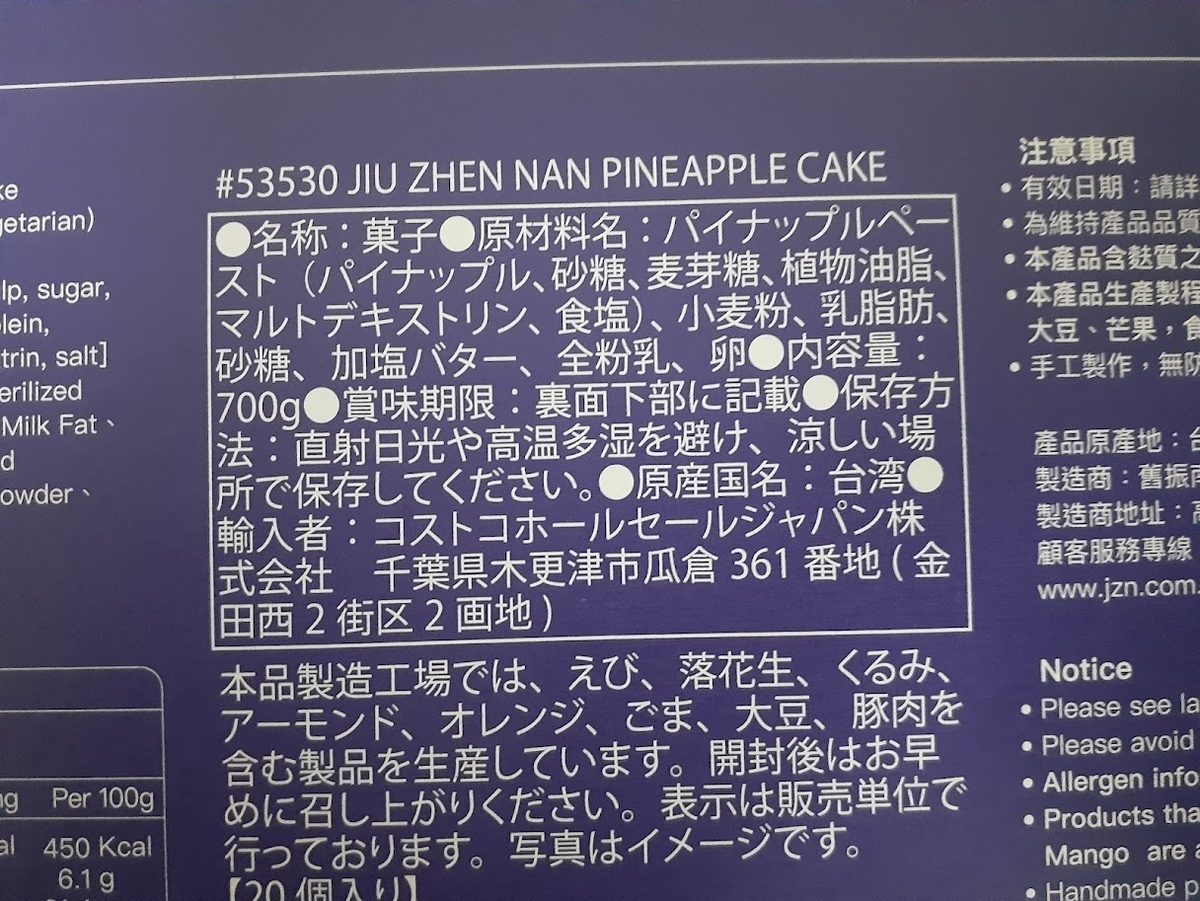 #53530 JIU ZHEN NAN PINEAPPLE CAKE
●名称：菓子●原材料名：パイナップルペー
スト（パイナップル、砂糖、麦芽糖、植物油脂、
マルトデキストリン、食塩）、小麦粉、乳脂肪、
砂糖、加塩バター、全粉乳、卵●内容量：
700g●賞味期限：裏面下部に記載●保存方
法：直射日光や高温多湿を避け、涼しい場
所で保存してください。●原産国名：台湾●
輸入者：コストコホールセールジャパン株
式会社　千葉県木更津市瓜倉 361 番地 ( 金
田西 2 街区 2 画地 )
本品製造工場では、えび、落花生、くるみ、
アーモンド、オレンジ、ごま、大豆、豚肉を
含む製品を生産しています。開封後はお早
めに召し上がりください。表示は販売単位で
行っております。写真はイメージです。
【20 個入り】
sugar,
salt]
Milk Fat、
Per 100g
450 Kcal
6.1 g
注意事項
• 有效日期：請詳
• 為維持產品品質
• 本產品含麩質之
• 本產品生產製程
大豆、芒果，食
• 手工製作，無防
產品原產地：
製造商：舊振南
製造商地址：
顧客服務專線
www.jzn.com.
Notice
• Please see
• Please avoid
• Allergen
• Products
Mango are
• Handmade